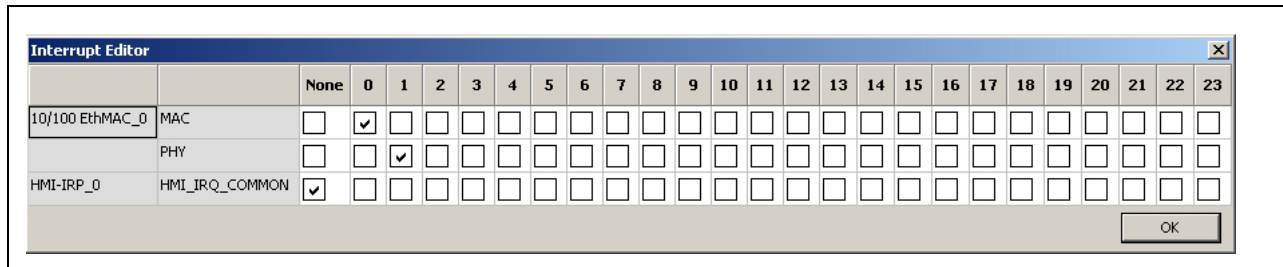 Interrupt Editor
None 0 1 2 3 4 5 6 7 8 9 10 11 12 13 14 15 16 17 18 19 20 21 22 23
10/100 EthMAC_0 MAC
PHY
HMI-IRP_0 HMI_IRQ_COMMON
OK